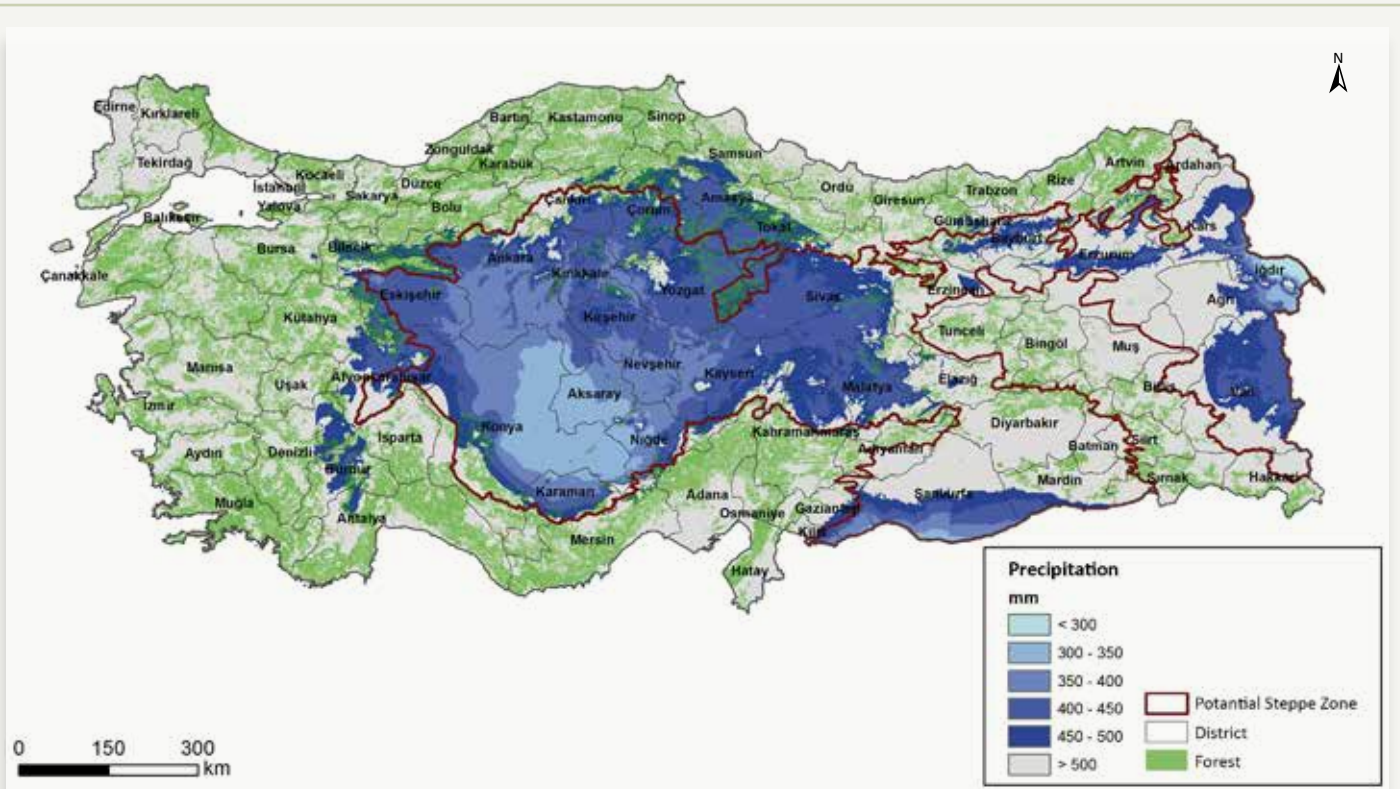 N
Edirne
Kırklareli
Tekirdağ
İstanbul
Kocaeli
Yalova
Sakarya
Düzce
Zonguldak
Bartın
Karabük
Kastamonu
Sinop
Samsun
Bolu
Çankırı
Çorum
Amasya
Tokat
Ordu
Giresun
Trabzon
Rize
Artvin
Ardahan
Kars
Gümüşhane
Bayburt
Erzurum
Iğdır
Ağrı
Balıkesir
Çanakkale
Bursa
Bilecik
Eskişehir
Ankara
Kırıkkale
Yozgat
Sivas
Erzincan
Tunceli
Bingöl
Muş
Kütahya
Kırşehir
Nevşehir
Kayseri
Malatya
Elazığ
Bitlis
Van
Manisa
Uşak
Afyonkarahisar
Aksaray
İzmir
Aydın
Denizli
Isparta
Burdur
Konya
Niğde
Kahramanmaraş
Adıyaman
Diyarbakır
Batman
Siirt
Şırnak
Hakkari
Muğla
Antalya
Karaman
Mersin
Adana
Osmaniye
Gaziantep
Kilis
Şanlıurfa
Mardin
Hatay
Precipitation
mm
< 300
300 - 350
350 - 400
400 - 450
450 - 500
> 500
Potantial Steppe Zone
District
Forest
0 150 300
km